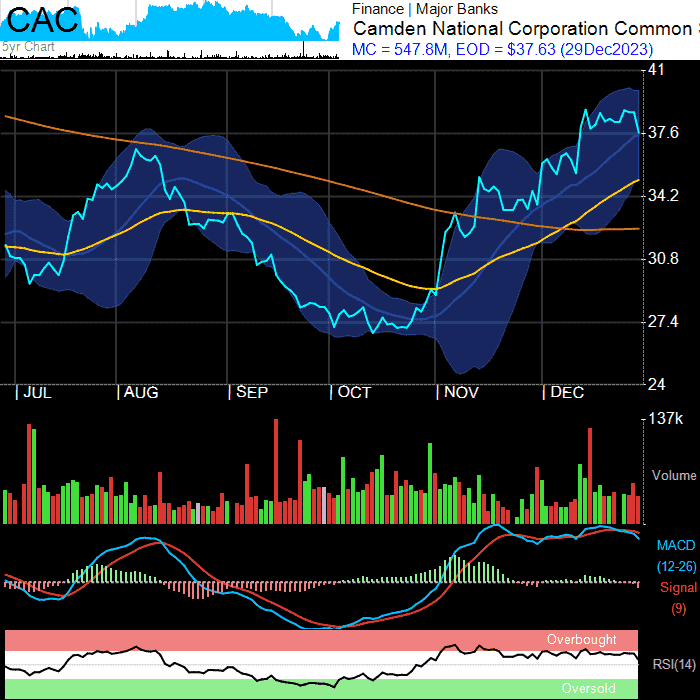 CAC
Finance | Major Banks
Camden National Corporation Common
5yr Chart
MC = 547.8M, EOD = $37.63 (29Dec2023)
41
37.6
34.2
30.8
27.4
24
| JUL | AUG | SEP | OCT | NOV | DEC
137k
Volume
MACD
(12-26)
Signal
(9)
Overbought
RSI(14)
Oversold